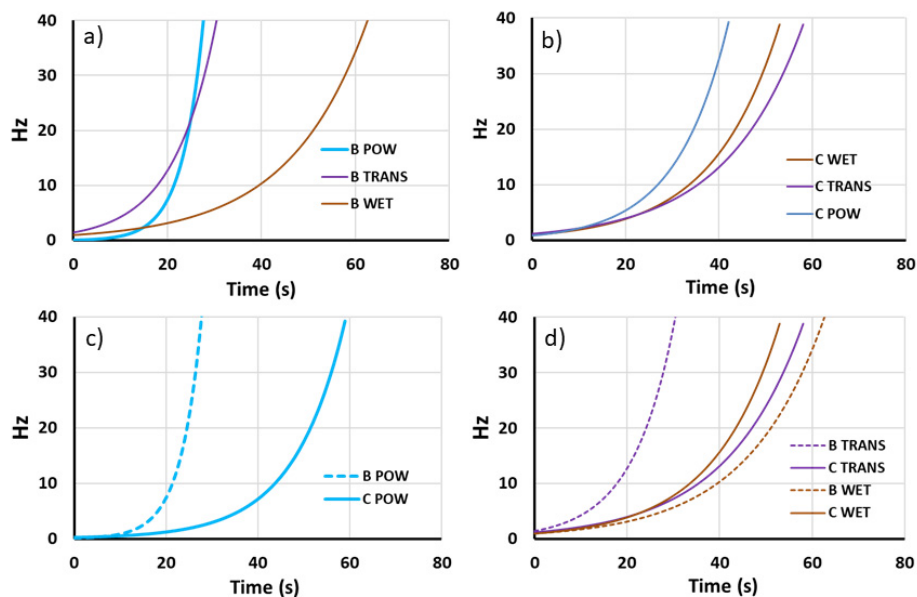 a)
40
30
20
10
0
Hz
B POW
B TRANS
B WET
0 20 40 60 80
Time (s)
b)
40
30
20
10
0
Hz
C WET
C TRANS
C POW
0 20 40 60 80
Time (s)
c)
40
30
20
10
0
Hz
B POW
C POW
0 20 40 60 80
Time (s)
d)
40
30
20
10
0
Hz
B TRANS
C TRANS
B WET
C WET
0 20 40 60 80
Time (s)